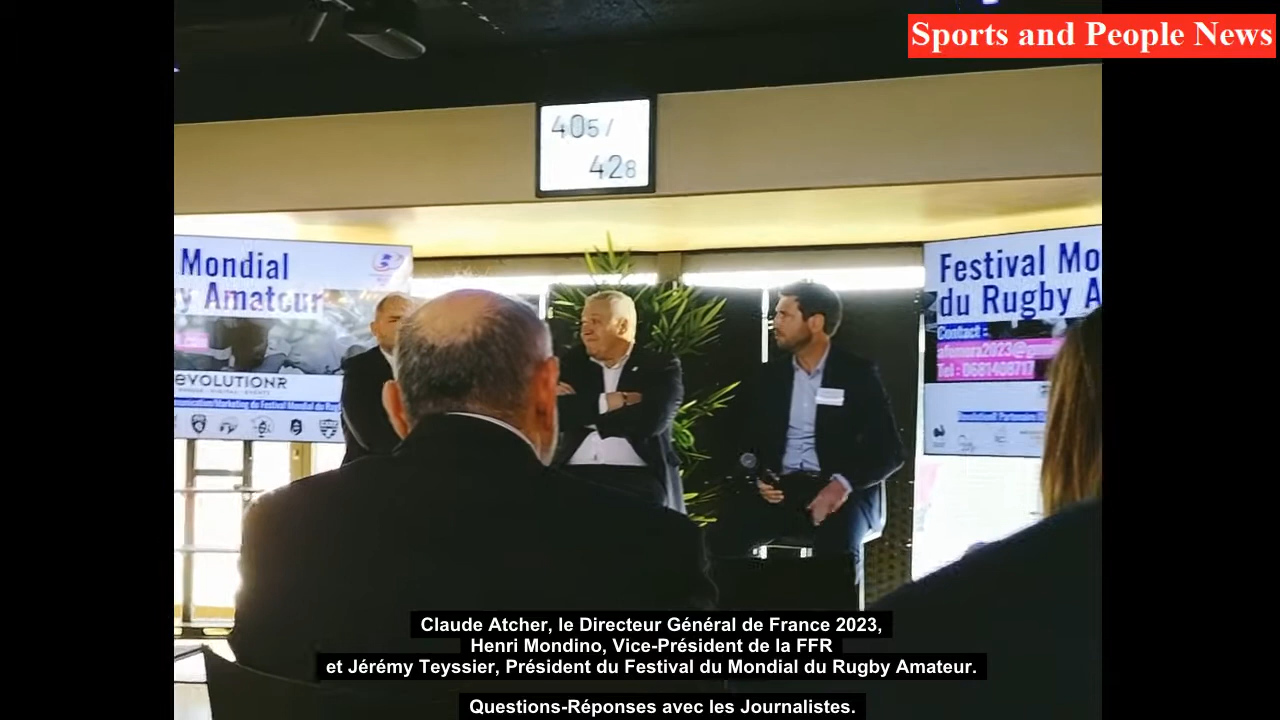 Sports and People News
405/
428
Mondial
y Amateur
eVOLUTIONR
Festival Mo
du Rugby A
Contact :
afemora2023@gm
Tel : 0681408717
Claude Atcher, le Directeur Général de France 2023,
Henri Mondino, Vice-Président de la FFR
et Jérémy Teyssier, Président du Festival du Mondial du Rugby Amateur.
Questions-Réponses avec les Journalistes.